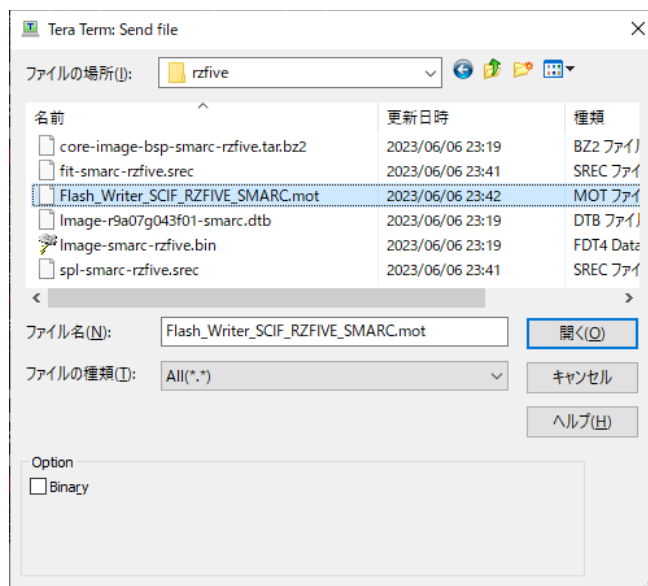 Tera Term: Send file
ファイルの場所(I): rzfive
名前 更新日時 種類
core-image-bsp-smarc-rzfive.tar.bz2 2023/06/06 23:19 BZ2 ファイル
fit-smarc-rzfive.srec 2023/06/06 23:41 SREC ファイ
Flash_Writer_SCIF_RZFIVE_SMARC.mot 2023/06/06 23:42 MOT ファイ
Image-r9a07g043f01-smarc.dtb 2023/06/06 23:19 DTB ファイル
Image-smarc-rzfive.bin 2023/06/06 23:19 FDT4 Data
spl-smarc-rzfive.srec 2023/06/06 23:41 SREC ファイ
ファイル名(N): Flash_Writer_SCIF_RZFIVE_SMARC.mot 開く(O)
ファイルの種類(T): All(*.*) キャンセル
ヘルプ(H)
Option
Binary